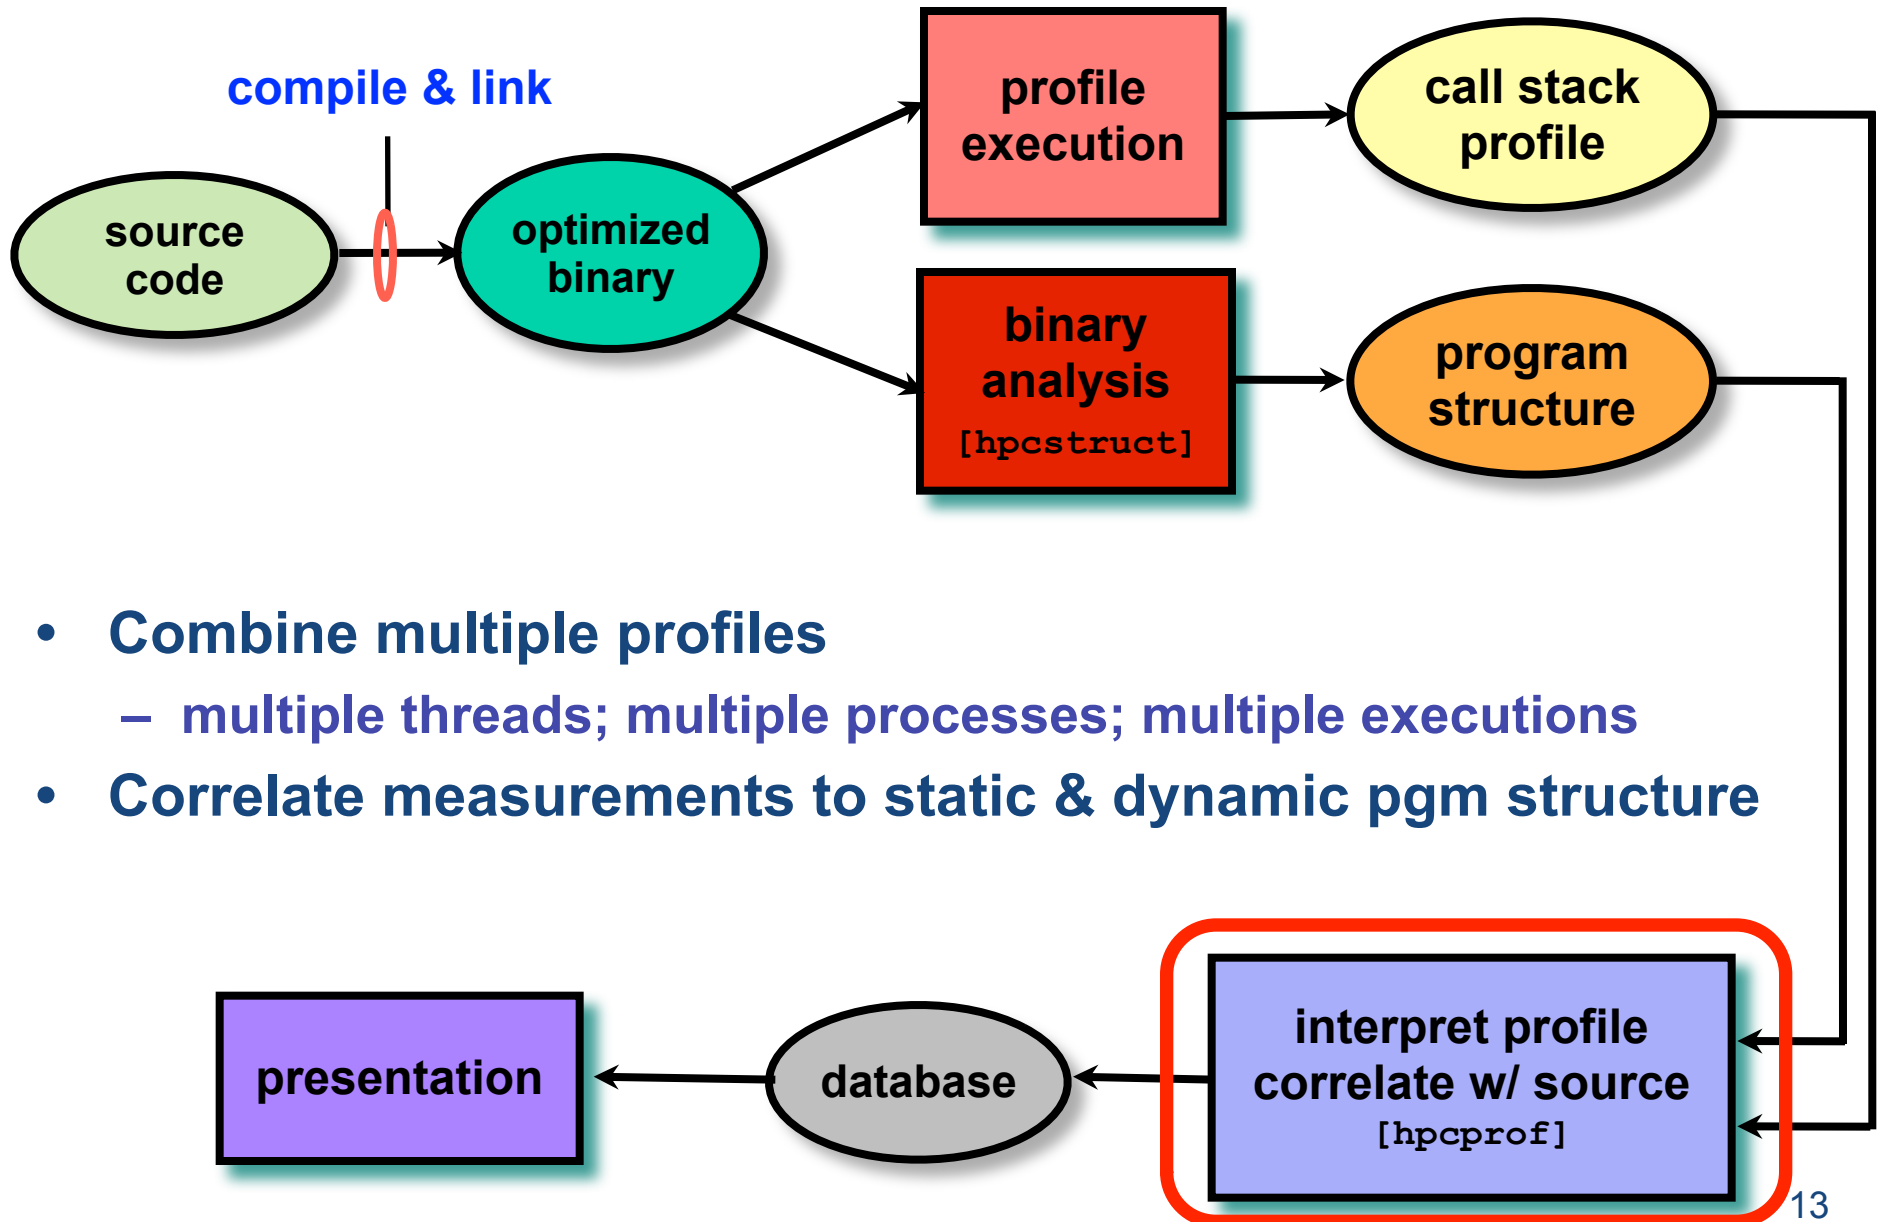 compile & link
source
code
optimized
binary
profile
execution
call stack
profile
binary
analysis
[hpcstruct]
program
structure
• Combine multiple profiles
– multiple threads; multiple processes; multiple executions
• Correlate measurements to static & dynamic pgm structure
presentation
database
interpret profile
correlate w/ source
[hpcprof]
13